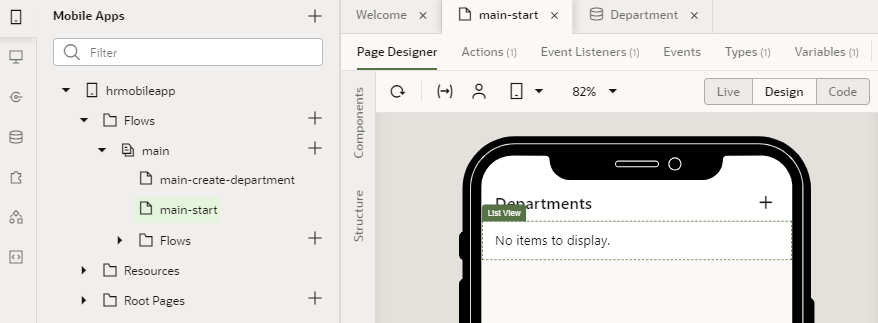 Mobile Apps
Filter
hrmobileapp
Flows
main
main-create-department
main-start
Flows
Resources
Root Pages
Welcome
main-start
Department
Page Designer
Actions (1)
Event Listeners (1)
Events
Types (1)
Variables (1)
82%
Live
Design
Code
Components
Structure
Departments
List View
No items to display.